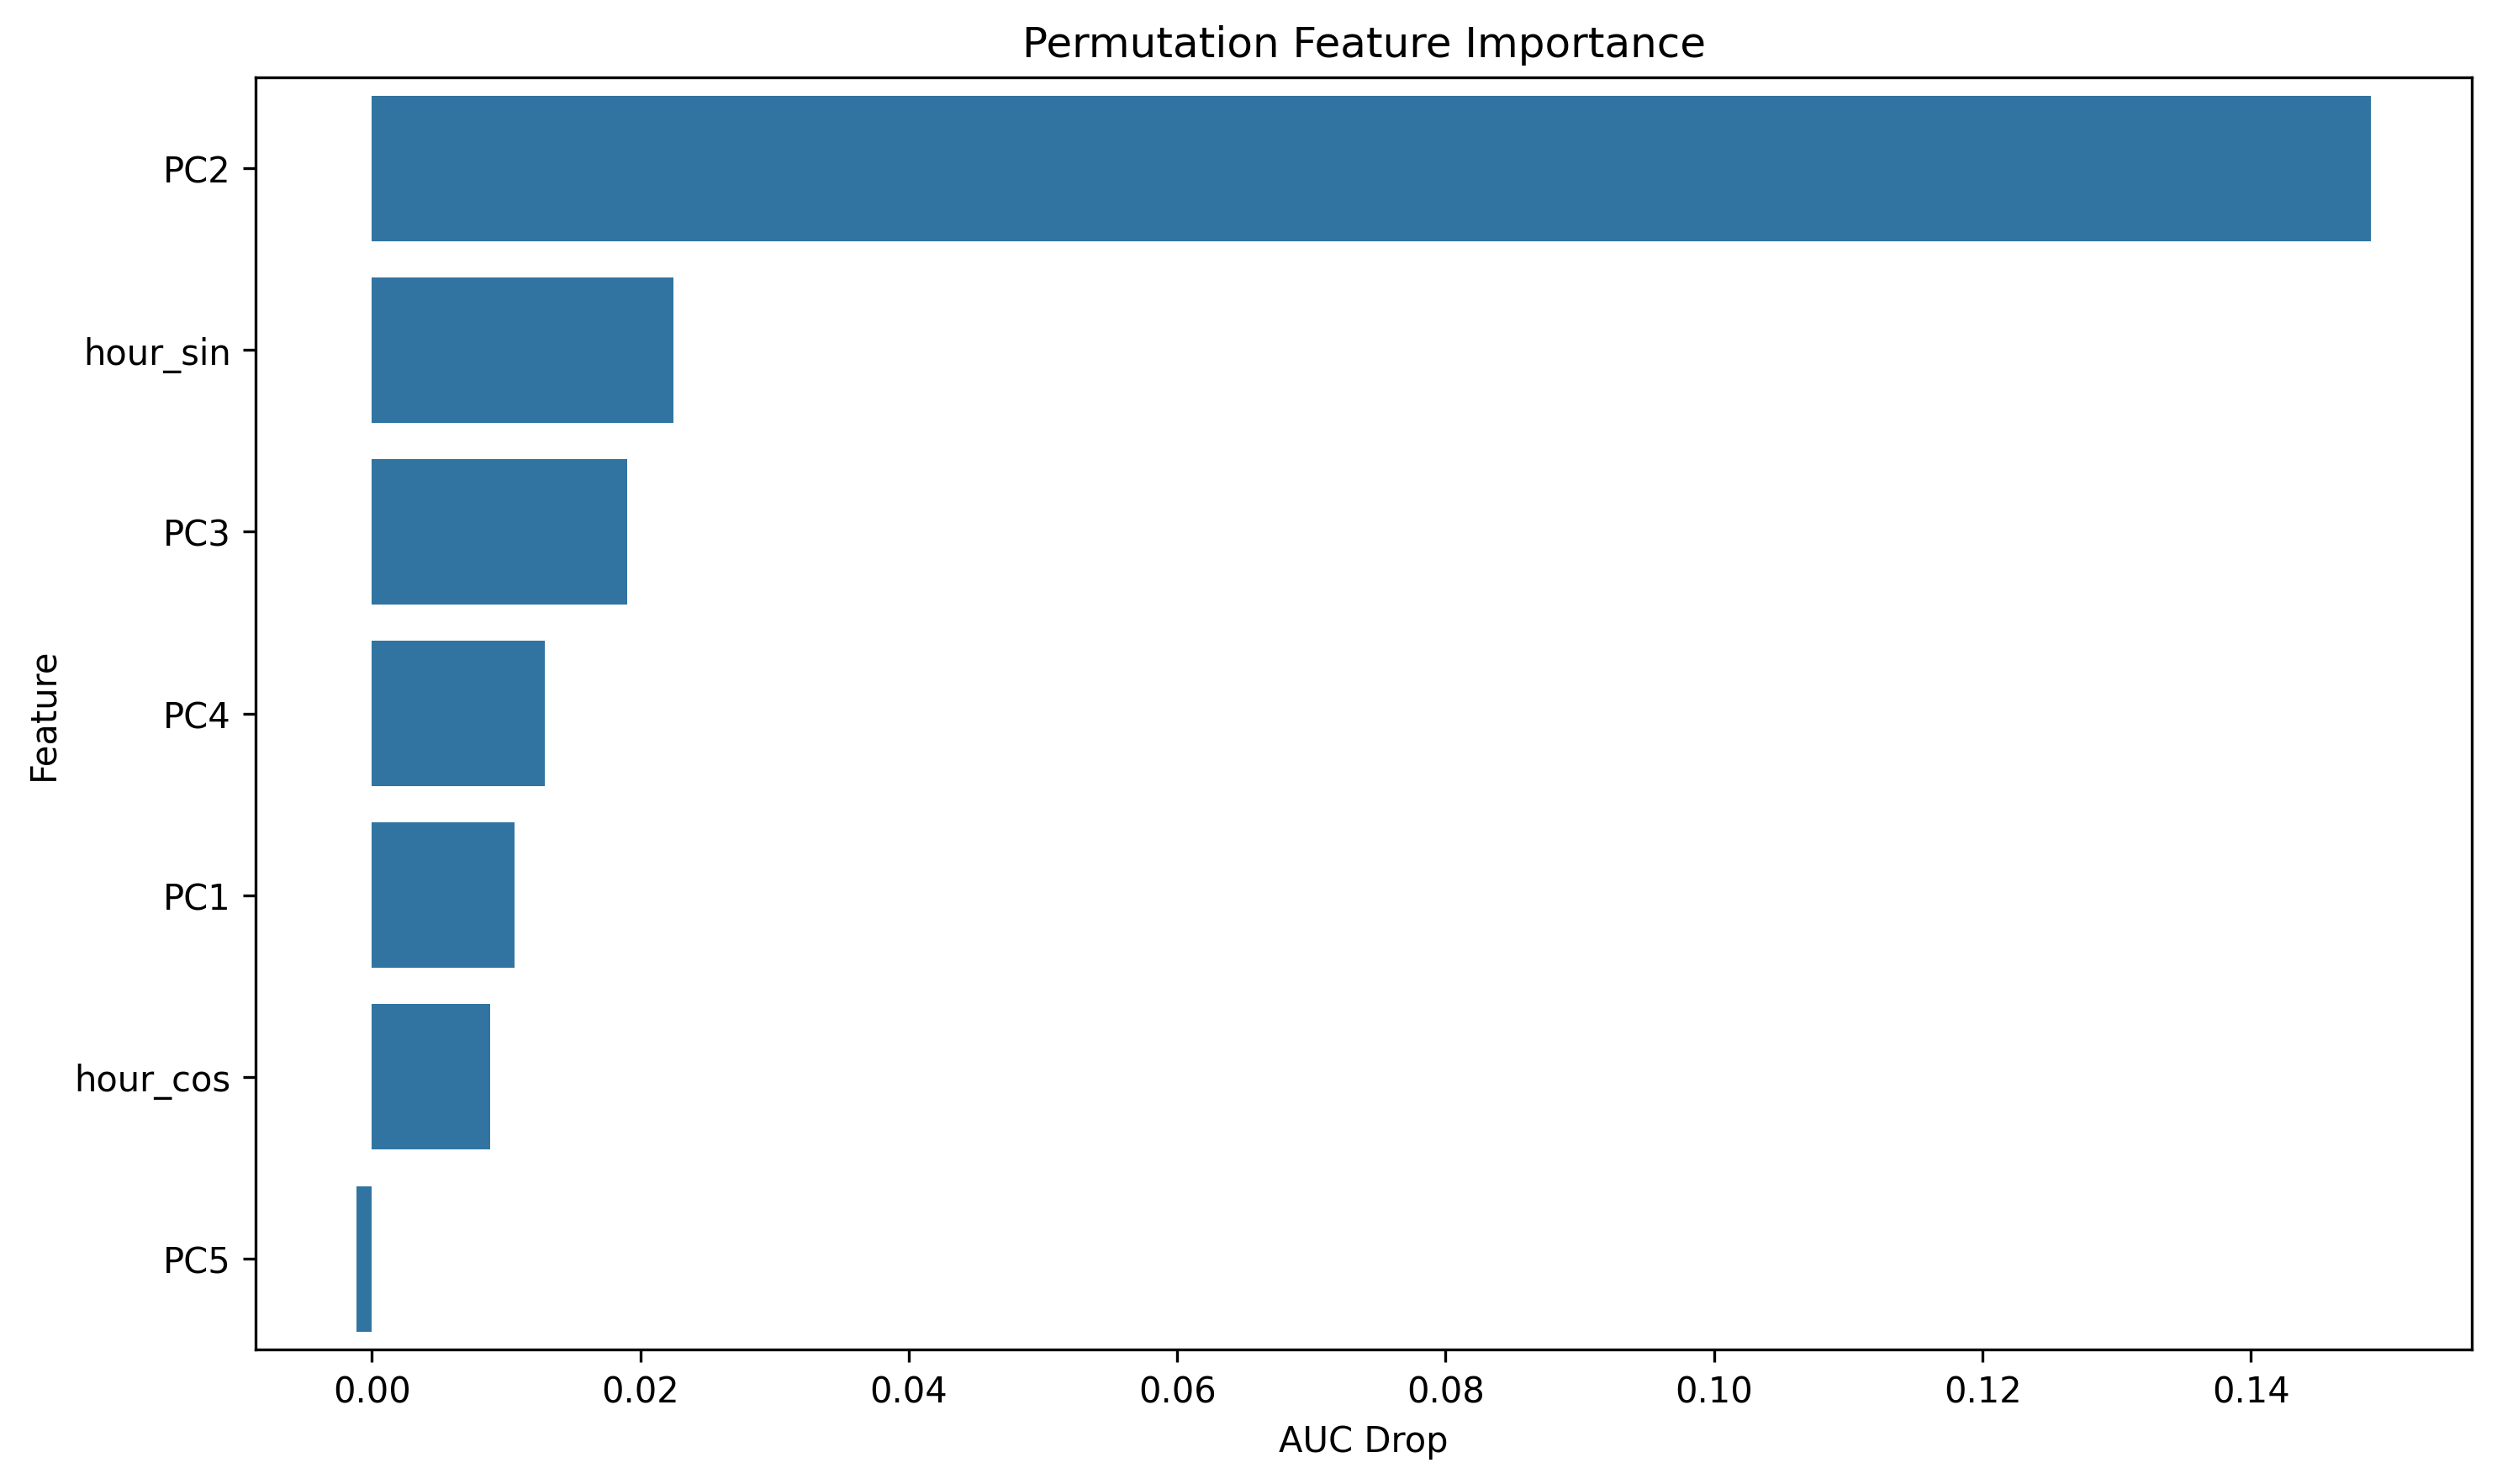 Permutation Feature Importance
PC2
hour_sin
PC3
PC4
PC1
hour_cos
PC5
Feature
0.00 0.02 0.04 0.06 0.08 0.10 0.12 0.14
AUC Drop